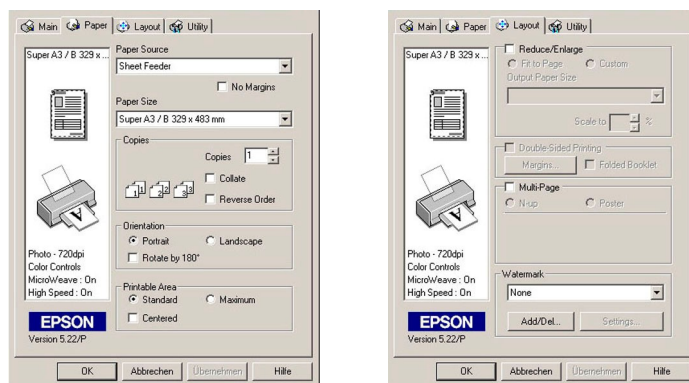 Main Paper Layout Utility
Super A3 / B 329 x ...
Paper Source
Sheet Feeder
No Margins
Paper Size
Super A3 / B 329 x 483 mm
Copies
Copies 1
Collate
Reverse Order
Orientation
Portrait Landscape
Rotate by 180°
Printable Area
Standard Maximum
Centered
Photo - 720dpi
Color Controls
MicroWeave : On
High Speed : On
EPSON
Version 5.22/P
OK Abbrechen Übernehmen Hilfe
Main Paper Layout Utility
Super A3 / B 329 x ...
Reduce/Enlarge
Fit to Page Custom
Output Paper Size
Scale to %
Double-Sided Printing
Margins... Folded Booklet
Multi-Page
N-up Poster
Watermark
None
Add/Del... Settings...
Photo - 720dpi
Color Controls
MicroWeave : On
High Speed : On
EPSON
Version 5.22/P
OK Abbrechen Übernehmen Hilfe